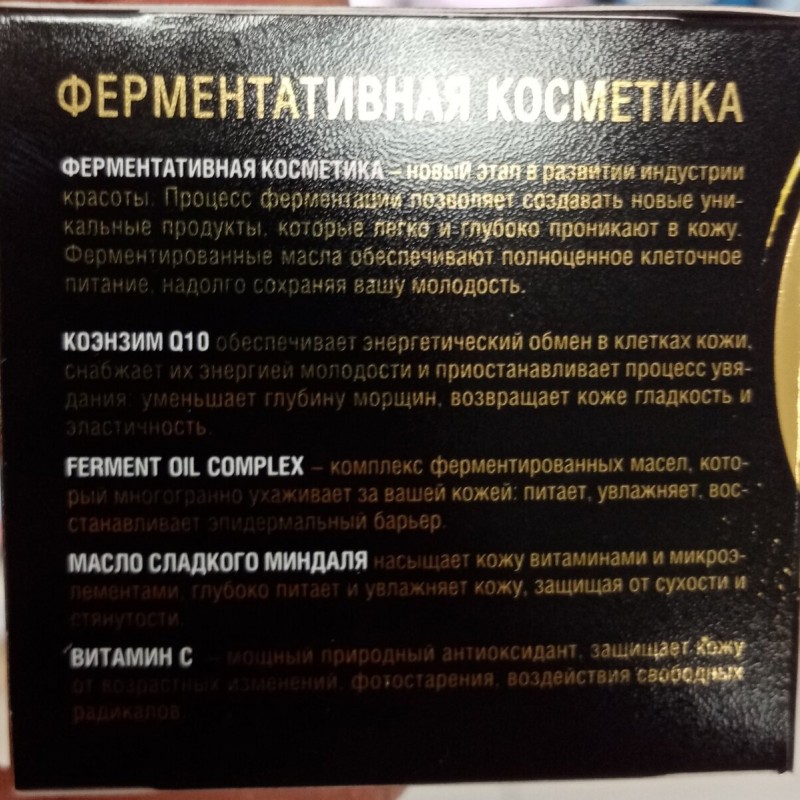 ФЕРМЕНТАТИВНАЯ КОСМЕТИКА
ФЕРМЕНТАТИВНАЯ КОСМЕТИКА – новый этап в развитии индустрии
красоты. Процесс ферментации позволяет создавать новые уни-
кальные продукты, которые легко и глубоко проникают в кожу.
Ферментированные масла обеспечивают полноценное клеточное
питание, надолго сохраняя вашу молодость.
КОЭНЗИМ Q10 обеспечивает энергетический обмен в клетках кожи,
снабжает их энергией молодости и приостанавливает процесс увя-
дания: уменьшает глубину морщин, возвращает коже гладкость и
эластичность.
FERMENT OIL COMPLEX – комплекс ферментированных масел, кото-
рый многогранно ухаживает за вашей кожей: питает, увлажняет, вос-
станавливает эпидермальный барьер.
МАСЛО СЛАДКОГО МИНДАЛЯ насыщает кожу витаминами и микроэ-
лементами, глубоко питает и увлажняет кожу, защищая от сухости и
стянутости.
ВИТАМИН С – мощный природный антиоксидант, защищает кожу
от возрастных изменений, фотостарения, воздействия свободных
радикалов.